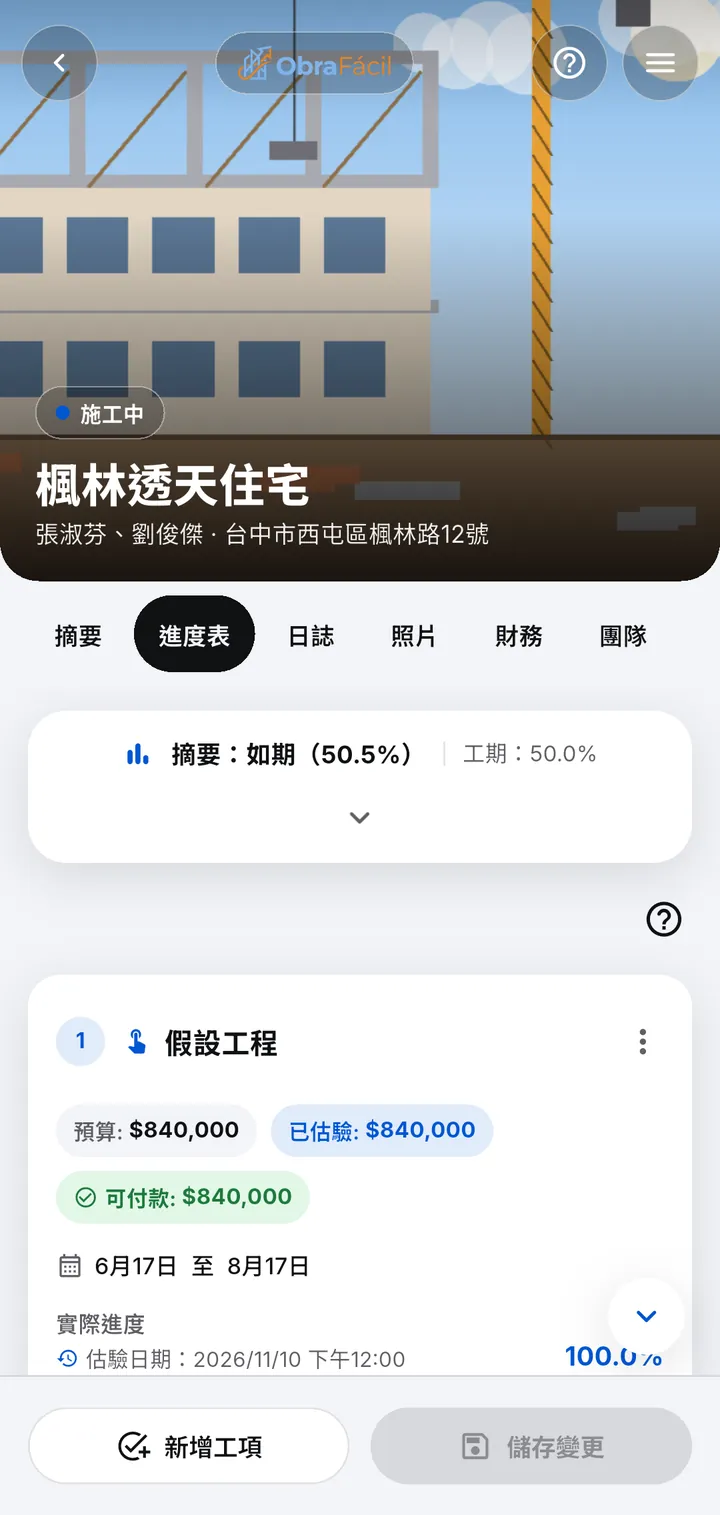 ObraFácil
施工中
楓林透天住宅
張淑芬、劉俊傑 · 台中市西屯區楓林路12號
摘要 進度表 日誌 照片 財務 團隊
摘要：如期（50.5%） 工期：50.0%
1 假設工程
預算: $840,000 已估驗: $840,000
可付款: $840,000
6月17日 至 8月17日
實際進度
估驗日期：2026/11/10 下午12:00 100.0%
新增工項 儲存變更